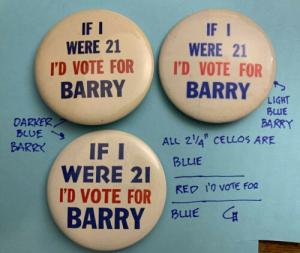 IF I
WERE 21
I'D VOTE FOR
BARRY
IF I
WERE 21
I'D VOTE FOR
BARRY
DARKER
BLUE
BARRY
LIGHT
BLUE
BARRY
IF I
WERE 21
I'D VOTE FOR
BARRY
ALL 2 1/4" CELLOS ARE
BLUE
RED I'D VOTE FOR
BLUE